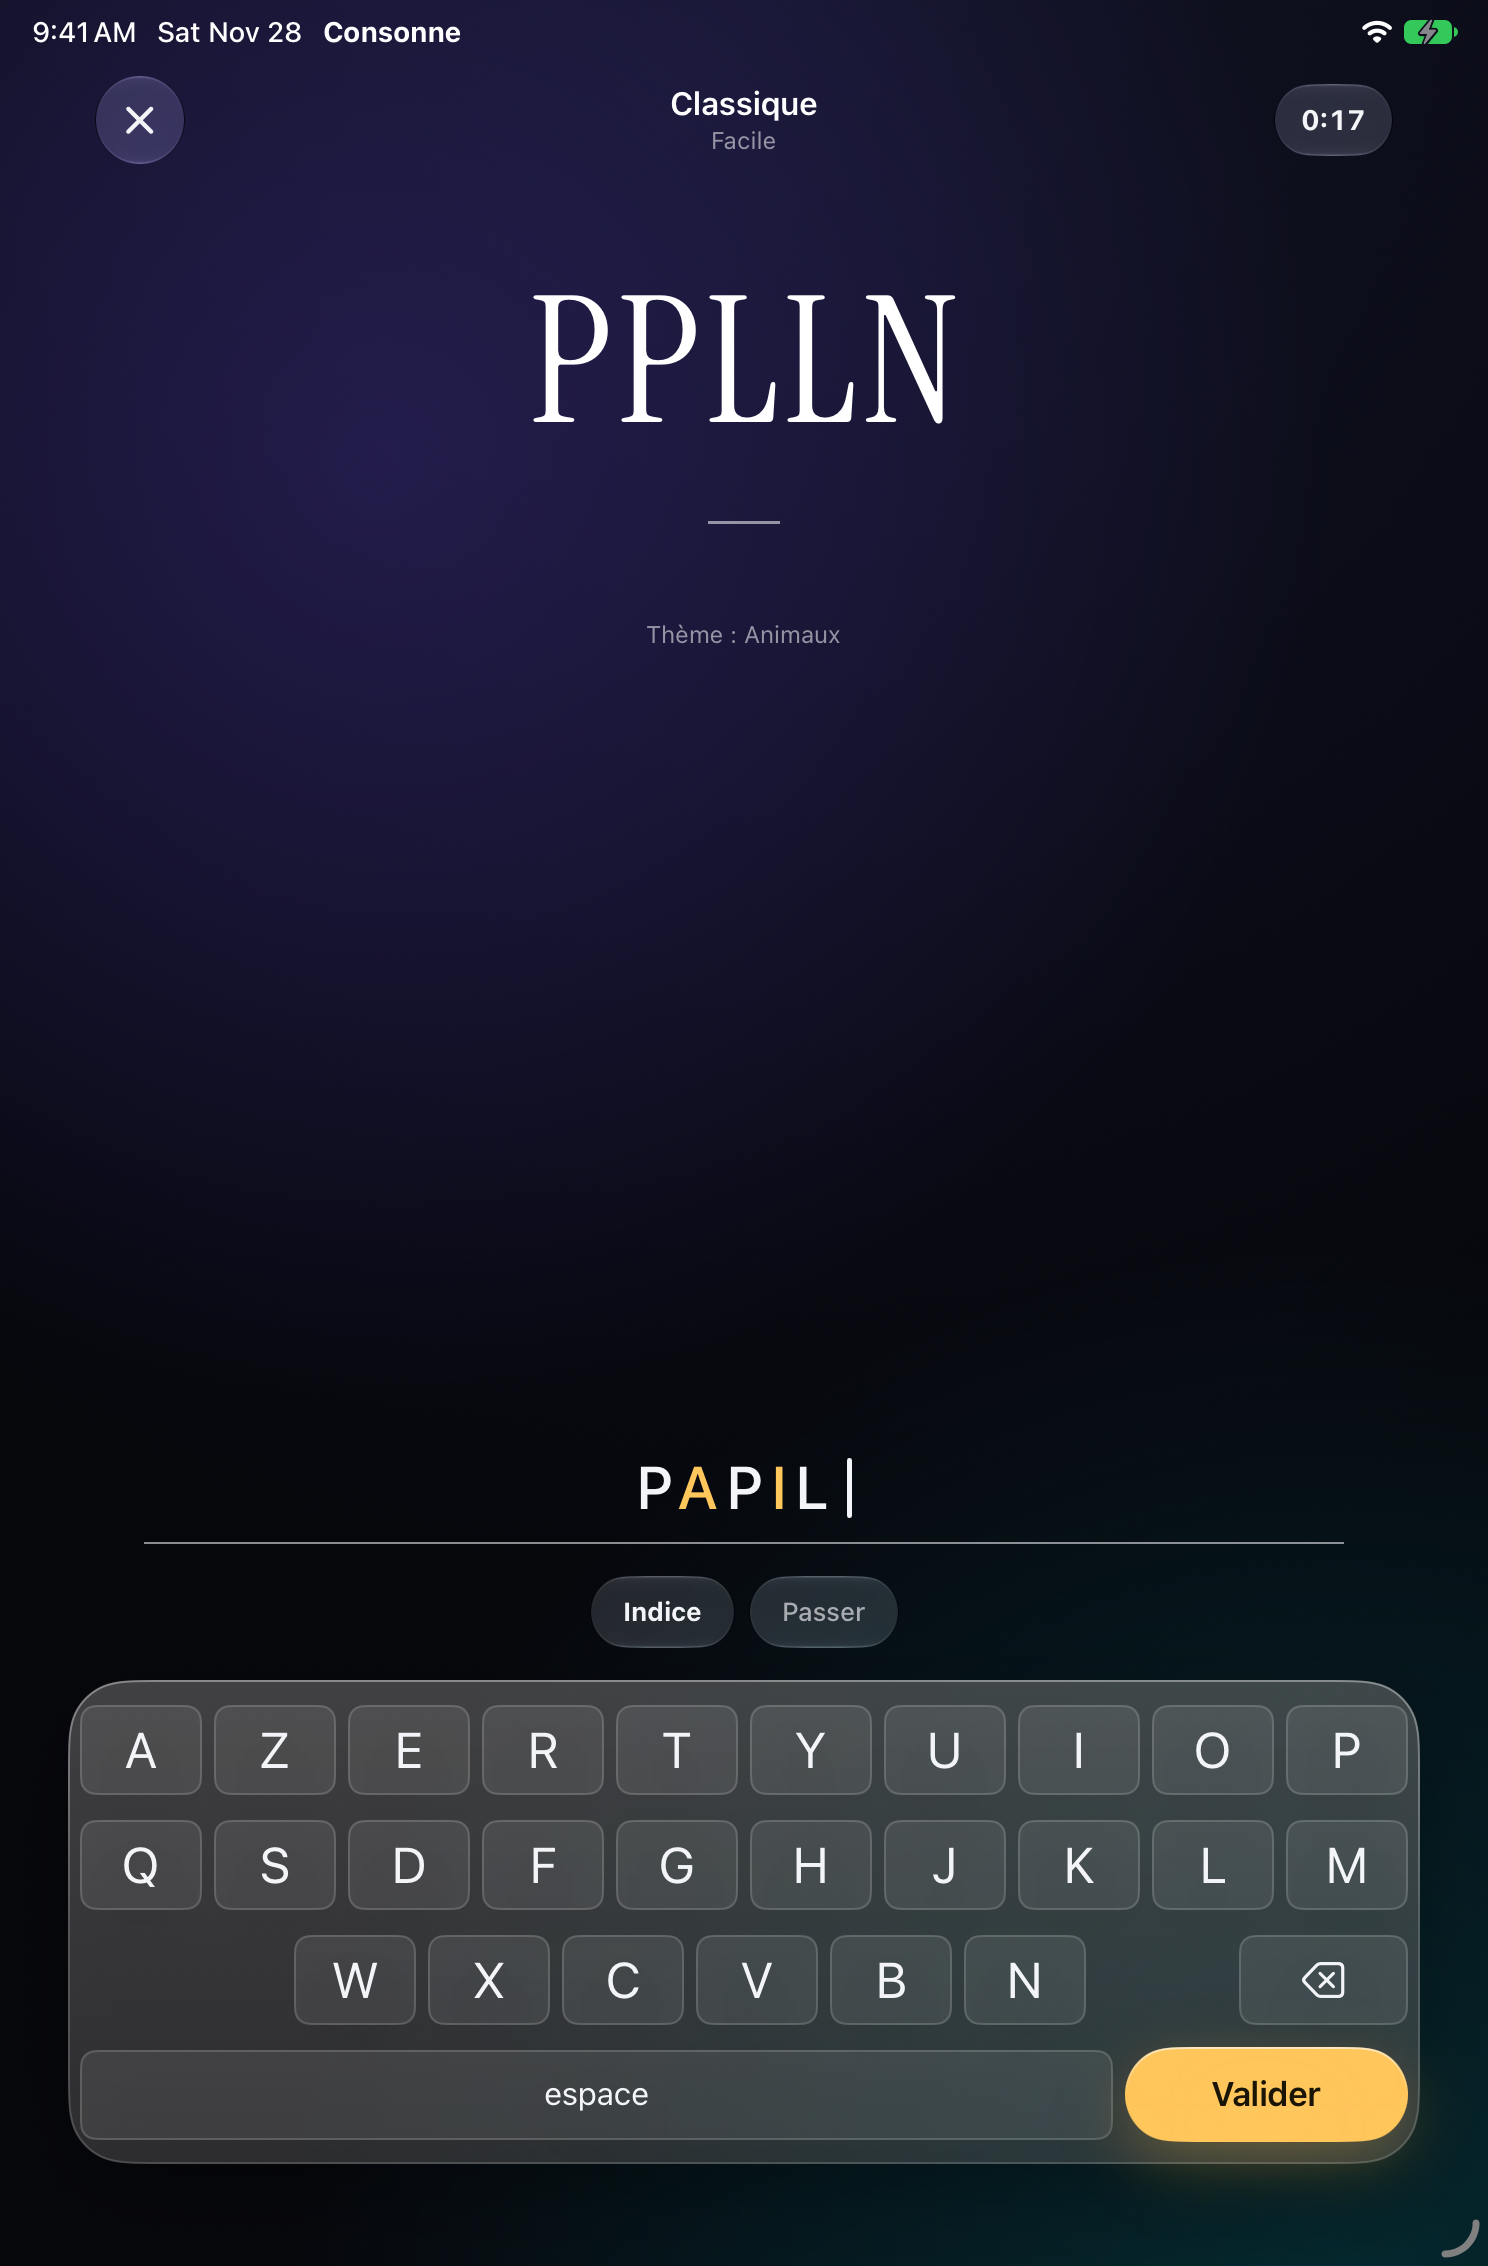 9:41 AM Sat Nov 28 Consonne
Classique
Facile
0:17
PPLLN
Thème : Animaux
PAPIL
Indice Passer
A Z E R T Y U I O P
Q S D F G H J K L M
W X C V B N
espace Valider